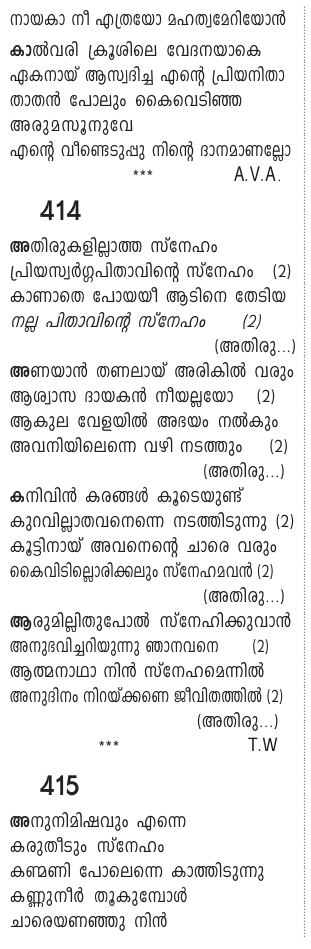 നായകാ നീ എത്രയോ മഹത്വമേറിയോൻ
കാൽവരി ക്രൂശിലെ വേദനയാകെ
ഏകനായ് ആസ്വദിച്ച എന്റെ പ്രിയനിതാ
താതൻ പോലും കൈവെടിഞ്ഞ
അരുമസൂനുവേ
എന്റെ വീണ്ടെടുപ്പു നിന്റെ ദാനമാണല്ലോ
*** A.V.A.
414
അതിരുകളില്ലാത്ത സ്നേഹം
പ്രിയസ്വർഗ്ഗപിതാവിന്റെ സ്നേഹം (2)
കാണാതെ പോയയീ ആടിനെ തേടിയ
നല്ല പിതാവിന്റെ സ്നേഹം (2)
(അതിരു...)
അണയാൻ തണലായ് അരികിൽ വരും
ആശ്വാസ ദായകൻ നീയല്ലയോ (2)
ആകുല വേളയിൽ അഭയം നൽകും
അവനിയിലെന്നെ വഴി നടത്തും (2)
(അതിരു...)
കനിവിൻ കരങ്ങൾ കൂടെയുണ്ട്
കുറവില്ലാതവനെന്നെ നടത്തിടുന്നു (2)
കൂട്ടിനായ് അവനെന്റെ ചാരെ വരും
കൈവിടില്ലൊരിക്കലും സ്നേഹമവൻ (2)
(അതിരു...)
ആരുമില്ലിതുപോൽ സ്നേഹിക്കുവാൻ
അനുഭവിച്ചറിയുന്നു ഞാനവനെ (2)
ആത്മനാഥാ നിൻ സ്നേഹമെന്നിൽ
അനുദിനം നിറയ്ക്കണെ ജീവിതത്തിൽ (2)
(അതിരു...)
*** T.W
415
അനുനിമിഷവും എന്നെ
കരുതീടും സ്നേഹം
കണ്മണി പോലെന്നെ കാത്തിടുന്നു
കണ്ണുനീർ തൂകുമ്പോൾ
ചാരെയണഞ്ഞു നിൻ